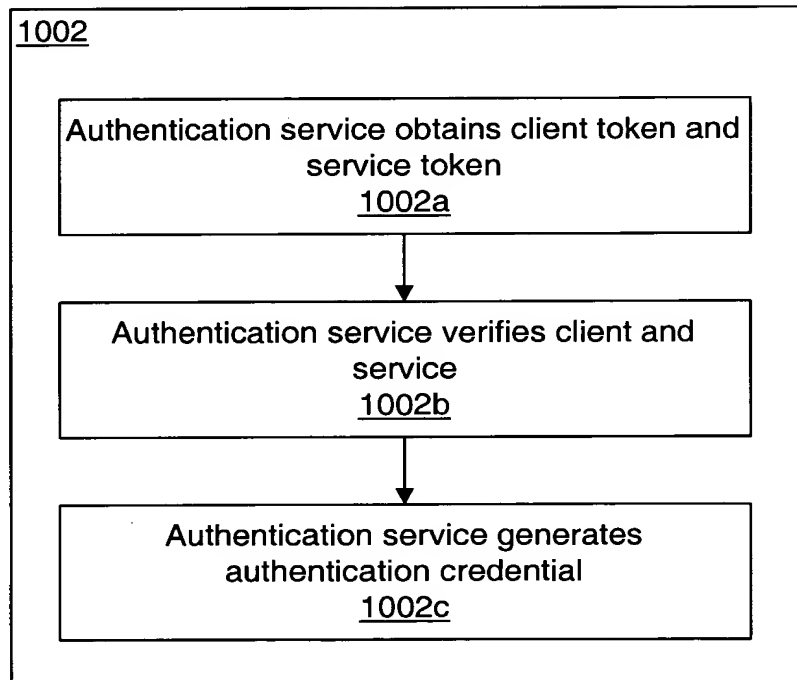 1002
Authentication service obtains client token and
service token
1002a
Authentication service verifies client and
service
1002b
Authentication service generates
authentication credential
1002c